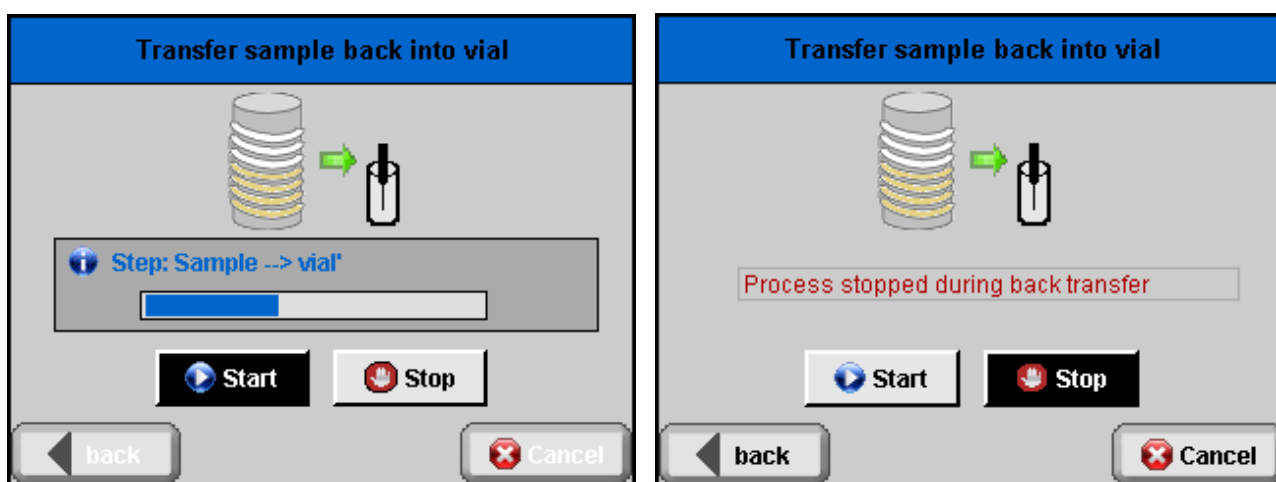 Transfer sample back into vial
Step: Sample --> vial'
Start
Stop
back
Cancel
Transfer sample back into vial
Process stopped during back transfer
Start
Stop
back
Cancel